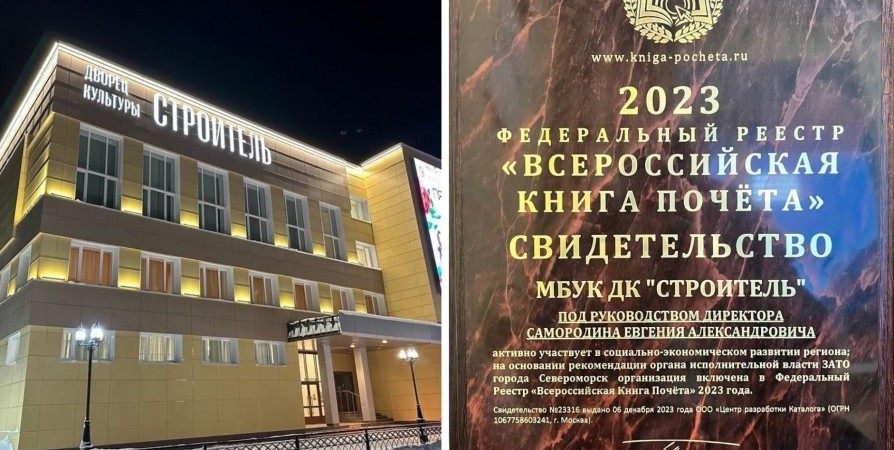 ДВОРЕЦ
КУЛЬТУРЫ
СТРОИТЕЛЬ
www.kniga-pocheta.ru
2023
ФЕДЕРАЛЬНЫЙ РЕЕСТР
«ВСЕРОССИЙСКАЯ
КНИГА ПОЧЁТА»
СВИДЕТЕЛЬСТВО
МБУК ДК "СТРОИТЕЛЬ"
ПОД РУКОВОДСТВОМ ДИРЕКТОРА
САМОРОДИНА ЕВГЕНИЯ АЛЕКСАНДРОВИЧА
активно участвует в социально-экономическом развитии региона;
на основании рекомендации органа исполнительной власти ЗАТО
города Североморск организация включена в Федеральный
Реестр «Всероссийская Книга Почёта» 2023 года.
Свидетельство №23316 выдано 06 декабря 2023 года ООО «Центр разработки Каталога» (ОГРН
1067758603241, г. Москва).